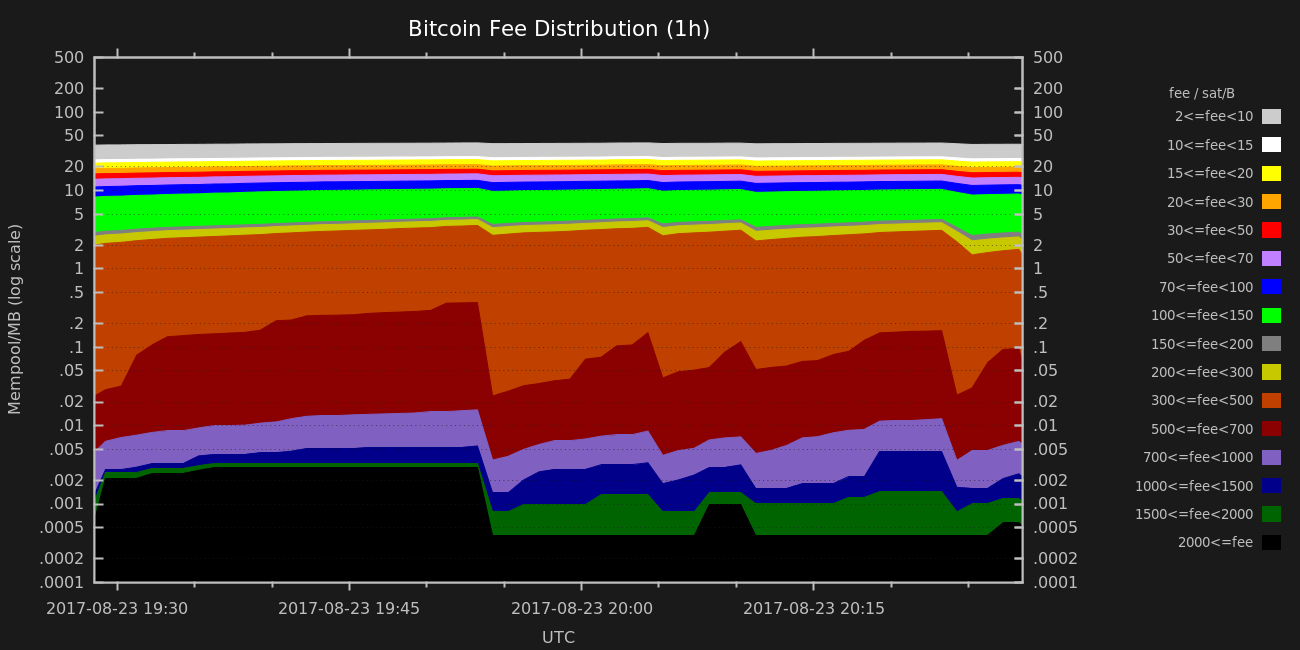 Bitcoin Fee Distribution (1h)
Mempool/MB (log scale)
500
200
100
50
20
10
5
2
1
.5
.2
.1
.05
.02
.01
.005
.002
.001
.0005
.0002
.0001
500
200
100
50
20
10
5
2
1
.5
.2
.1
.05
.02
.01
.005
.002
.001
.0005
.0002
.0001
2017-08-23 19:30
2017-08-23 19:45
2017-08-23 20:00
2017-08-23 20:15
UTC
fee / sat/B
2<=fee<10
10<=fee<15
15<=fee<20
20<=fee<30
30<=fee<50
50<=fee<70
70<=fee<100
100<=fee<150
150<=fee<200
200<=fee<300
300<=fee<500
500<=fee<700
700<=fee<1000
1000<=fee<1500
1500<=fee<2000
2000<=fee